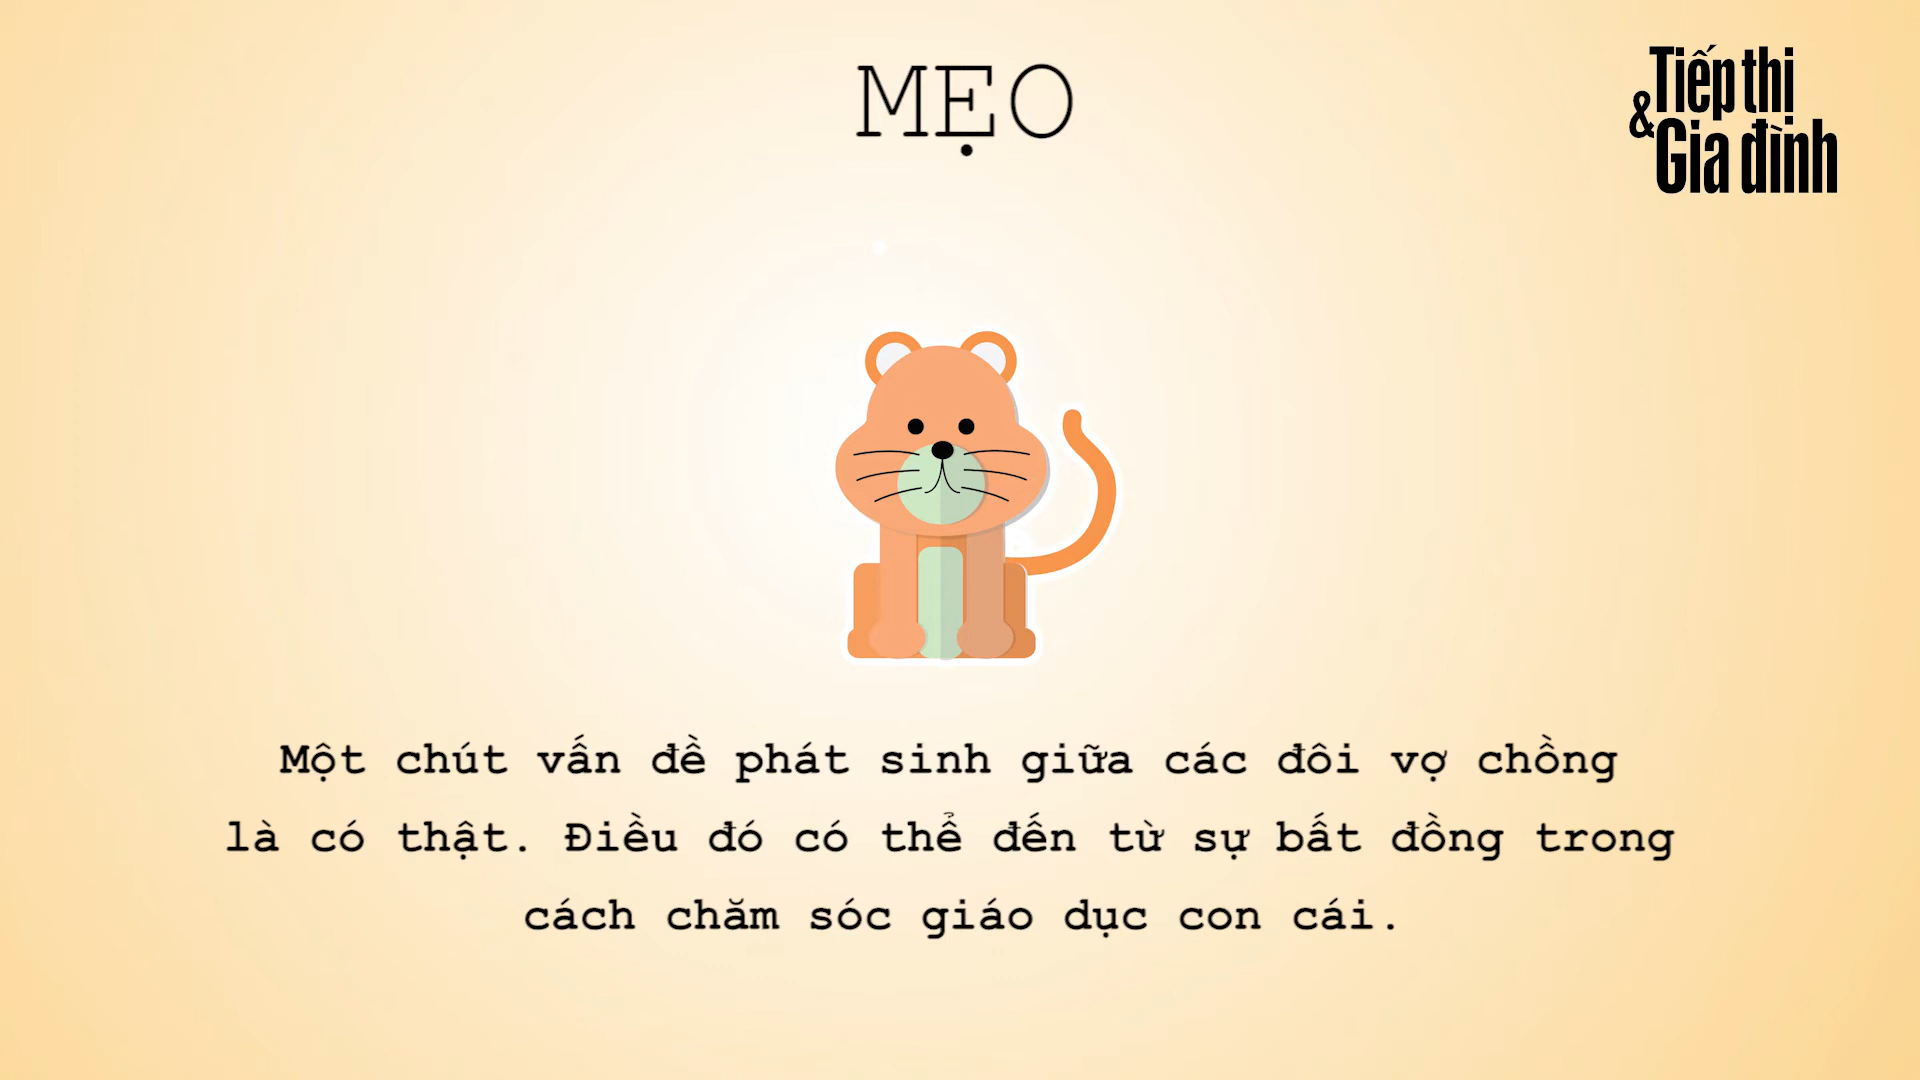 MẸO
Tiếp thị
& Gia đình
Một chút vấn đề phát sinh giữa các đôi vợ chồng
là có thật. Điều đó có thể đến từ sự bất đồng trong
cách chăm sóc giáo dục con cái.